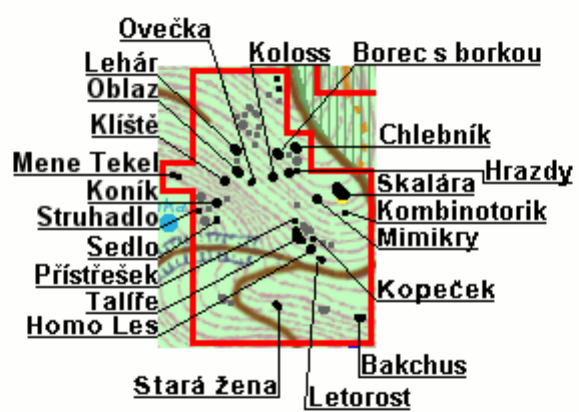 Ovečka
Koloss
Borec s borkou
Lehár
Oblaz
Klíště
Chlebník
Mene Tekel
Hrazdy
Skalára
Koník
Kombinotorik
Struhadlo
Mimikry
Sedlo
Přístřešek
Kopeček
Talíře
Homo Les
Bakchus
Stará žena
Letorost